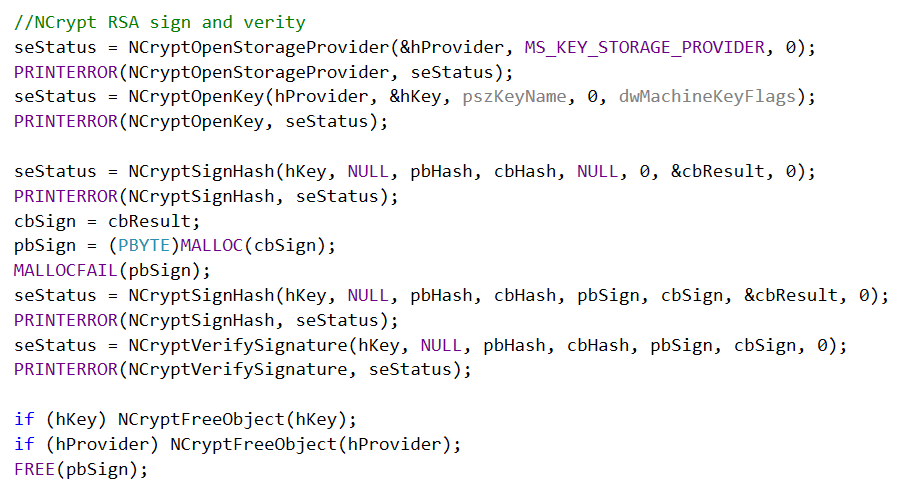 //NCrypt RSA sign and verity
seStatus = NCryptOpenStorageProvider(&hProvider, MS_KEY_STORAGE_PROVIDER, 0);
PRINTERROR(NCryptOpenStorageProvider, seStatus);
seStatus = NCryptOpenKey(hProvider, &hKey, pszKeyName, 0, dwMachineKeyFlags);
PRINTERROR(NCryptOpenKey, seStatus);

seStatus = NCryptSignHash(hKey, NULL, pbHash, cbHash, NULL, 0, &cbResult, 0);
PRINTERROR(NCryptSignHash, seStatus);
cbSign = cbResult;
pbSign = (PBYTE)MALLOC(cbSign);
MALLOCFAIL(pbSign);
seStatus = NCryptSignHash(hKey, NULL, pbHash, cbHash, pbSign, cbSign, &cbResult, 0);
PRINTERROR(NCryptSignHash, seStatus);
seStatus = NCryptVerifySignature(hKey, NULL, pbHash, cbHash, pbSign, cbSign, 0);
PRINTERROR(NCryptVerifySignature, seStatus);

if (hKey) NCryptFreeObject(hKey);
if (hProvider) NCryptFreeObject(hProvider);
FREE(pbSign);